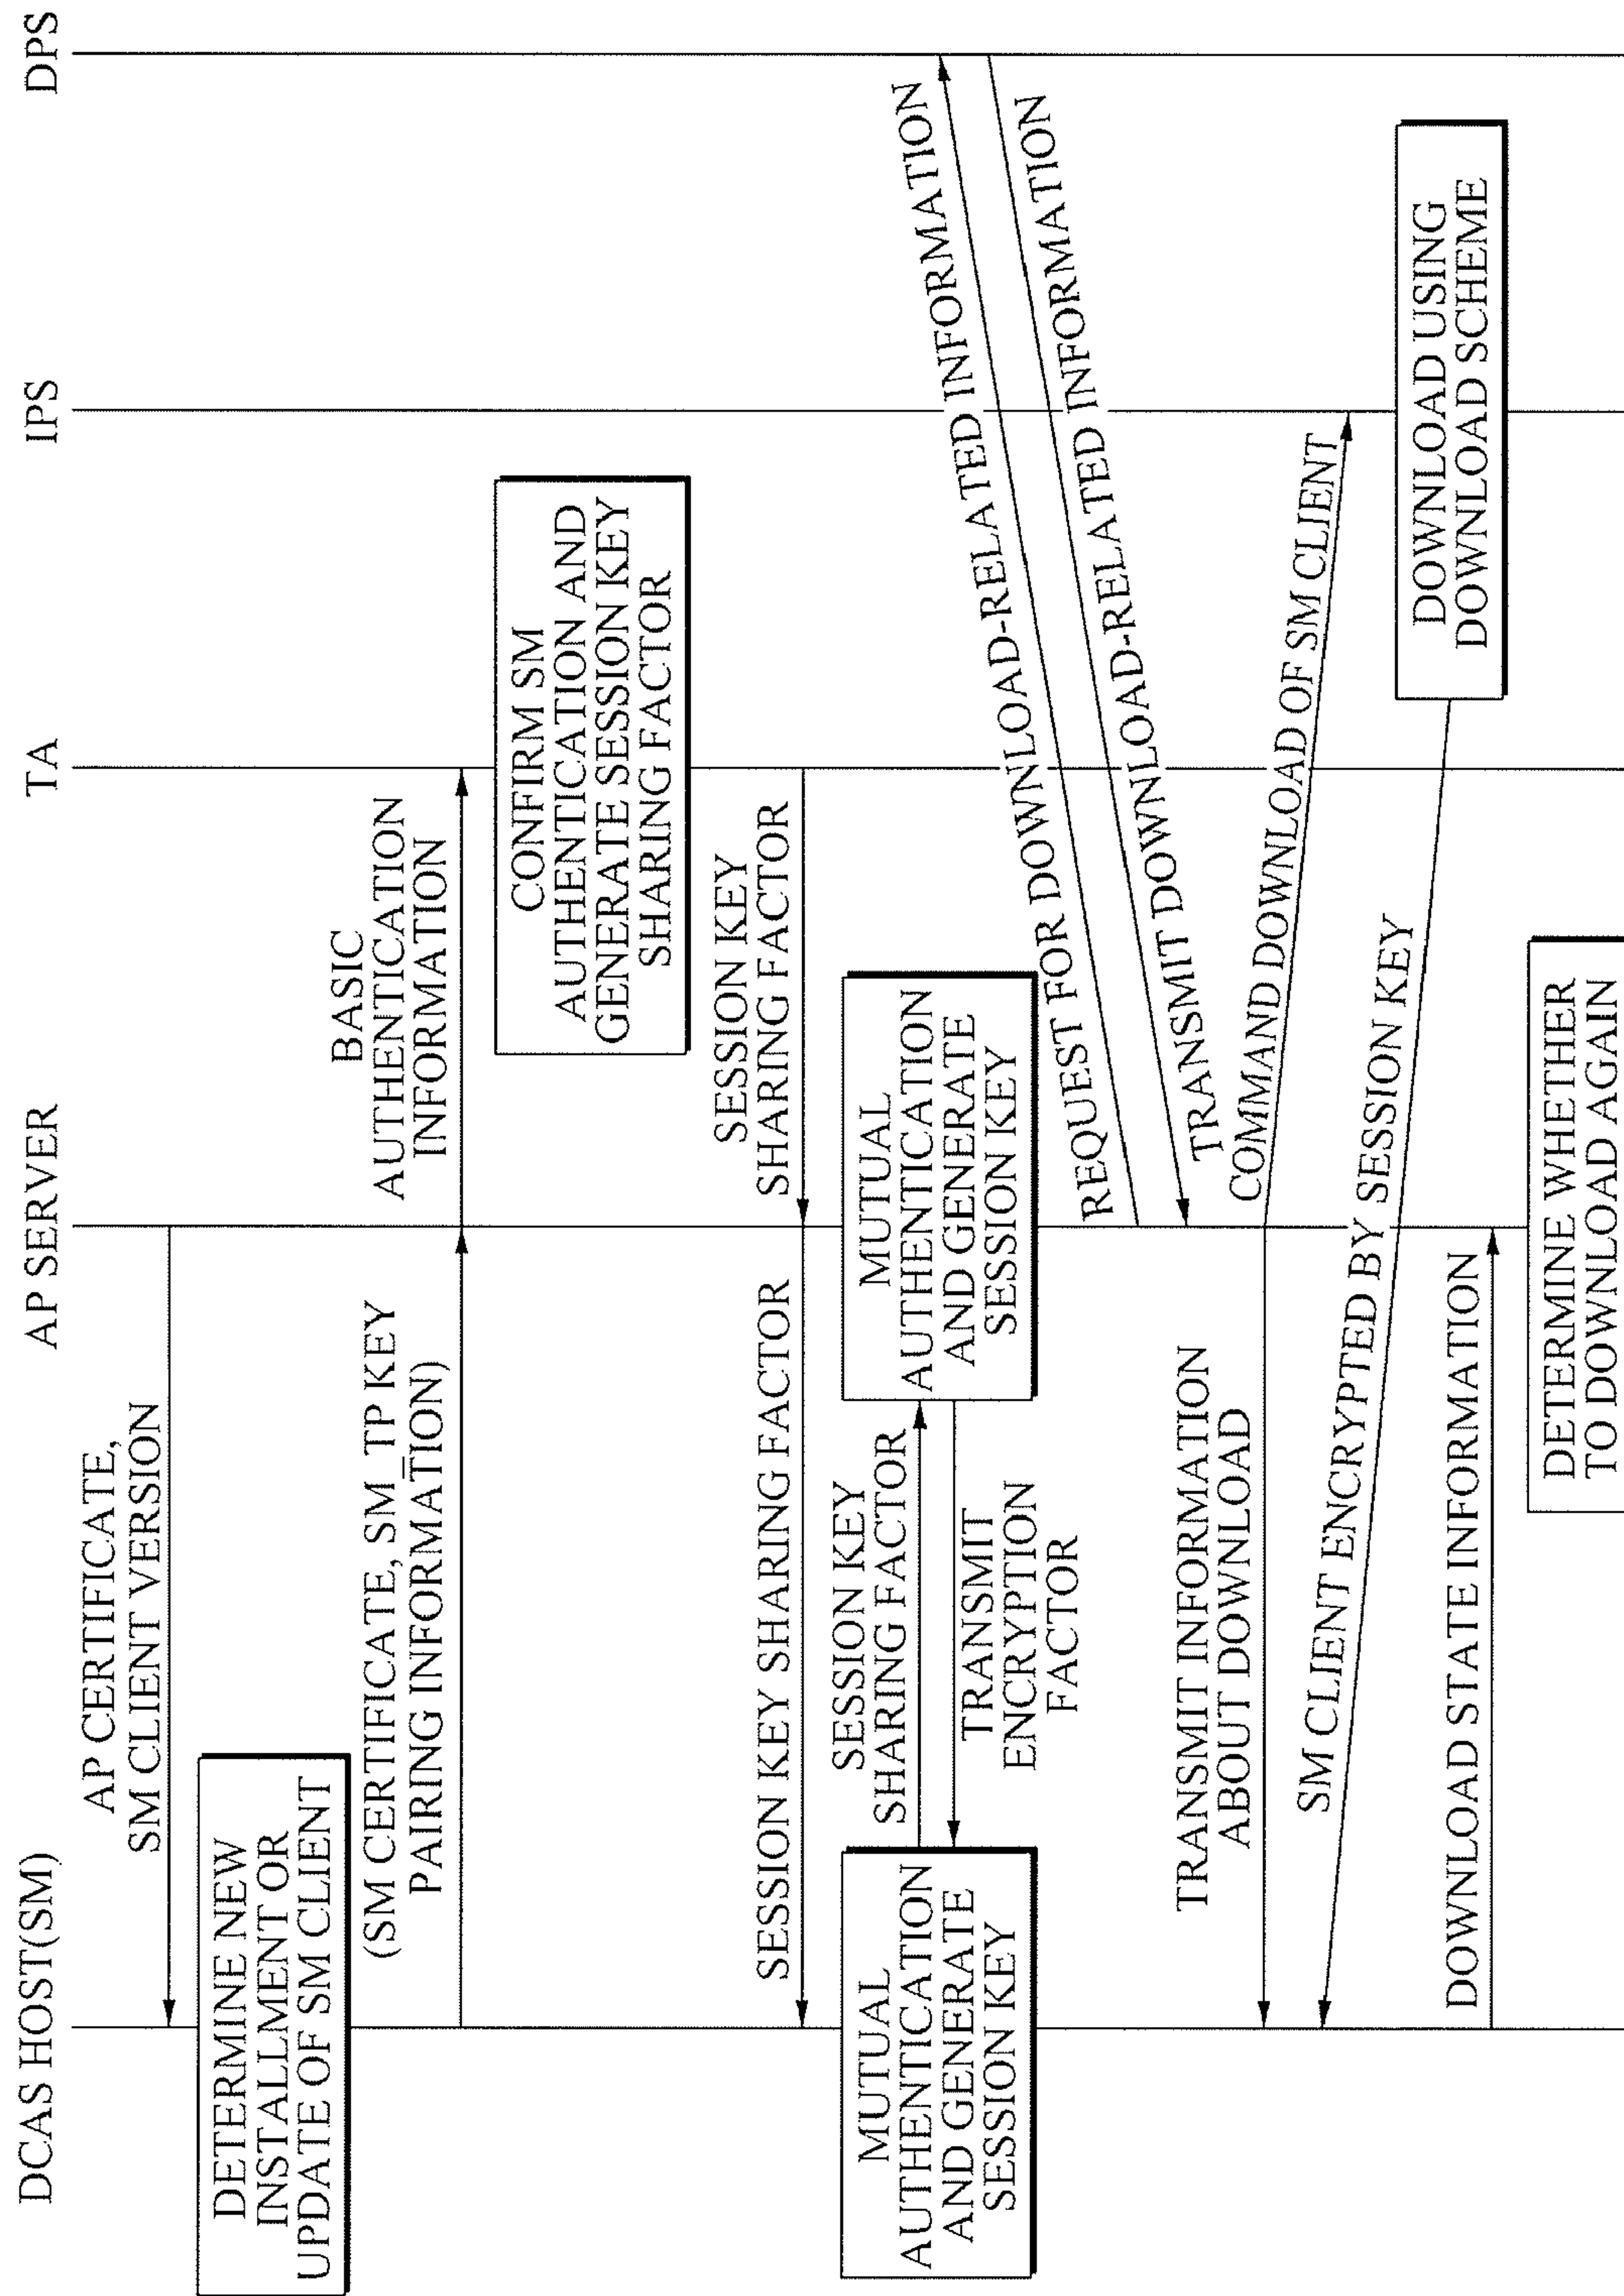 DCAS HOST(SM)
AP SERVER
TA
IPS
DPS
AP CERTIFICATE,
SM CLIENT VERSION
DETERMINE NEW
INSTALLMENT OR
UPDATE OF SM CLIENT
(SM CERTIFICATE, SM_TP KEY
PAIRING INFORMATION)
BASIC
AUTHENTICATION
INFORMATION
CONFIRM SM
AUTHENTICATION AND
GENERATE SESSION KEY
SHARING FACTOR
SESSION KEY
SHARING FACTOR
SESSION KEY SHARING FACTOR
MUTUAL
AUTHENTICATION
AND GENERATE
SESSION KEY
SESSION KEY
SHARING FACTOR
TRANSMIT
ENCRYPTION
FACTOR
MUTUAL
AUTHENTICATION
AND GENERATE
SESSION KEY
REQUEST FOR DOWNLOAD-RELATED INFORMATION
TRANSMIT DOWNLOAD-RELATED INFORMATION
TRANSMIT INFORMATION
ABOUT DOWNLOAD
COMMAND DOWNLOAD OF SM CLIENT
DOWNLOAD USING
DOWNLOAD SCHEME
SM CLIENT ENCRYPTED BY SESSION KEY
DOWNLOAD STATE INFORMATION
DETERMINE WHETHER
TO DOWNLOAD AGAIN